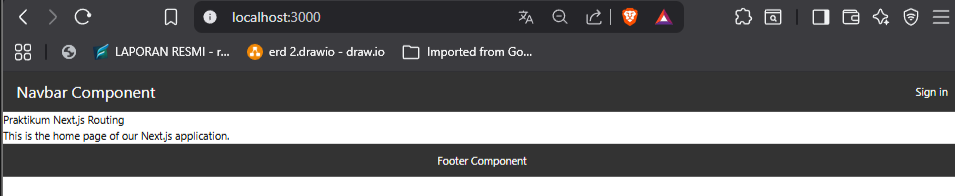 localhost:3000
LAPORAN RESMI - r...
erd 2.drawio - draw.io
Imported from Go...
Navbar Component
Sign in
Praktikum Next.js Routing
This is the home page of our Next.js application.
Footer Component